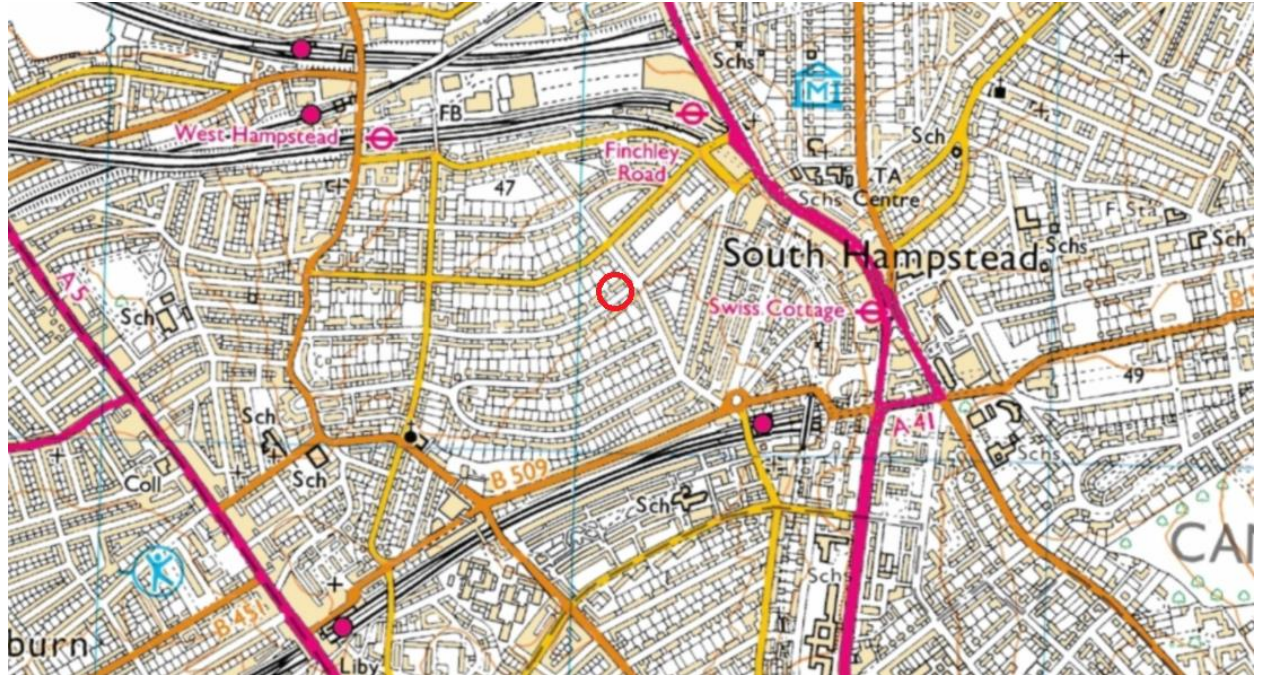 Schs
M
FB
West Hampstead
Finchley
Road
Sch
47
TA
Schs Centre
F Sta
Schs
Sch
South Hampstead
A 5
Swiss Cottage
Sch
49
Sch
A 41
Schs
Coll
Sch
B 509
Sch
CAM
Schs
B 451
burn
Liby